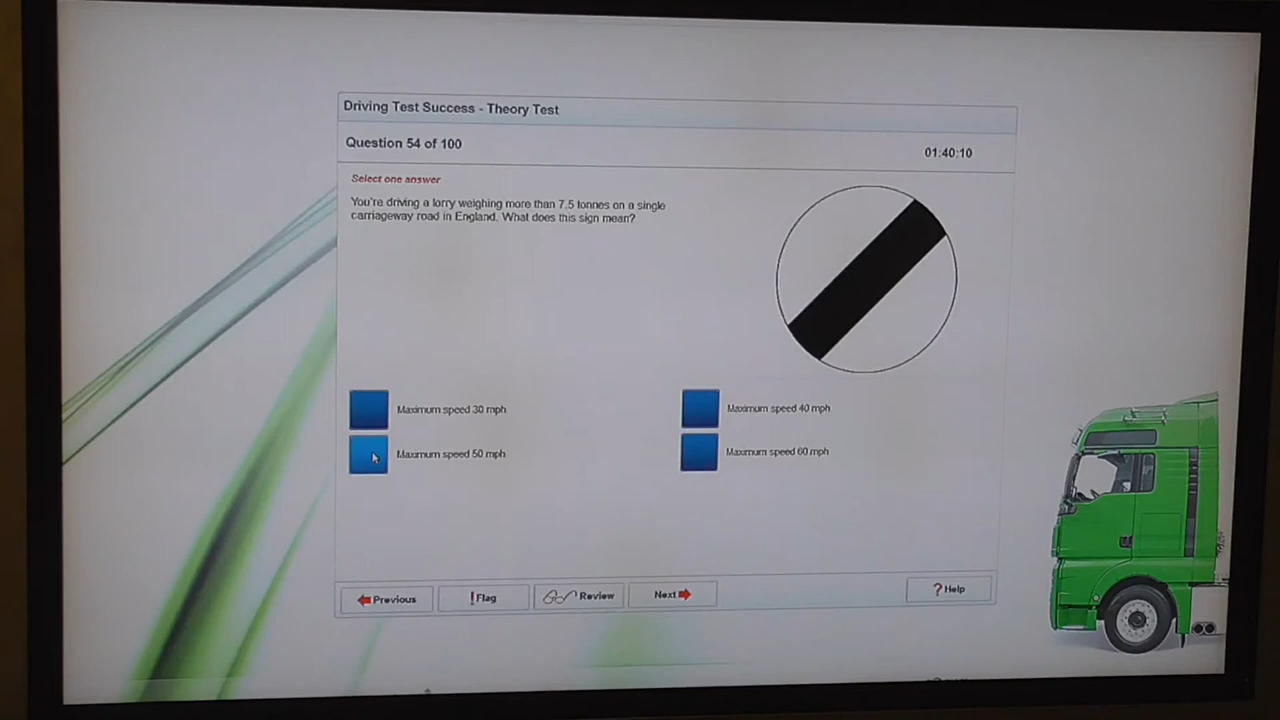 Driving Test Success - Theory Test
Question 54 of 100
01:40:10
Select one answer
You're driving a lorry weighing more than 7.5 tonnes on a single
carriageway road in England. What does this sign mean?
Maximum speed 30 mph
Maximum speed 40 mph
Maximum speed 50 mph
Maximum speed 60 mph
Previous
!Flag
Review
Next
?Help